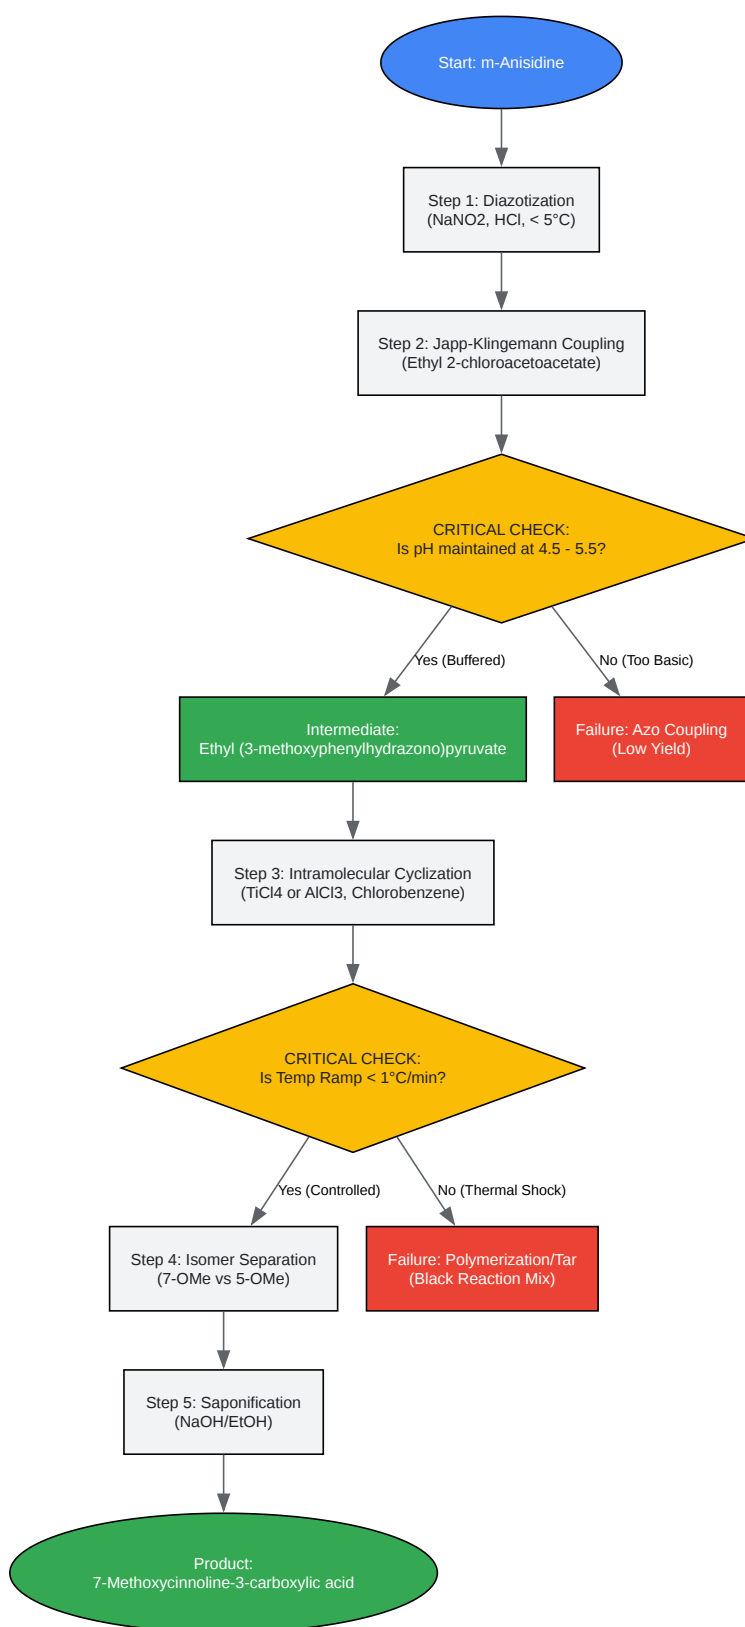 Start: m-Anisidine
Step 1: Diazotization
(NaNO2, HCl, < 5°C)
Step 2: Japp-Klingemann Coupling
(Ethyl 2-chloroacetoacetate)
CRITICAL CHECK:
Is pH maintained at 4.5 - 5.5?
Yes (Buffered)
No (Too Basic)
Intermediate:
Ethyl (3-methoxyphenylhydrazono)pyruvate
Failure: Azo Coupling
(Low Yield)
Step 3: Intramolecular Cyclization
(TiCl4 or AlCl3, Chlorobenzene)
CRITICAL CHECK:
Is Temp Ramp < 1°C/min?
Yes (Controlled)
No (Thermal Shock)
Step 4: Isomer Separation
(7-OMe vs 5-OMe)
Failure: Polymerization/Tar
(Black Reaction Mix)
Step 5: Saponification
(NaOH/EtOH)
Product:
7-Methoxycinnoline-3-carboxylic acid